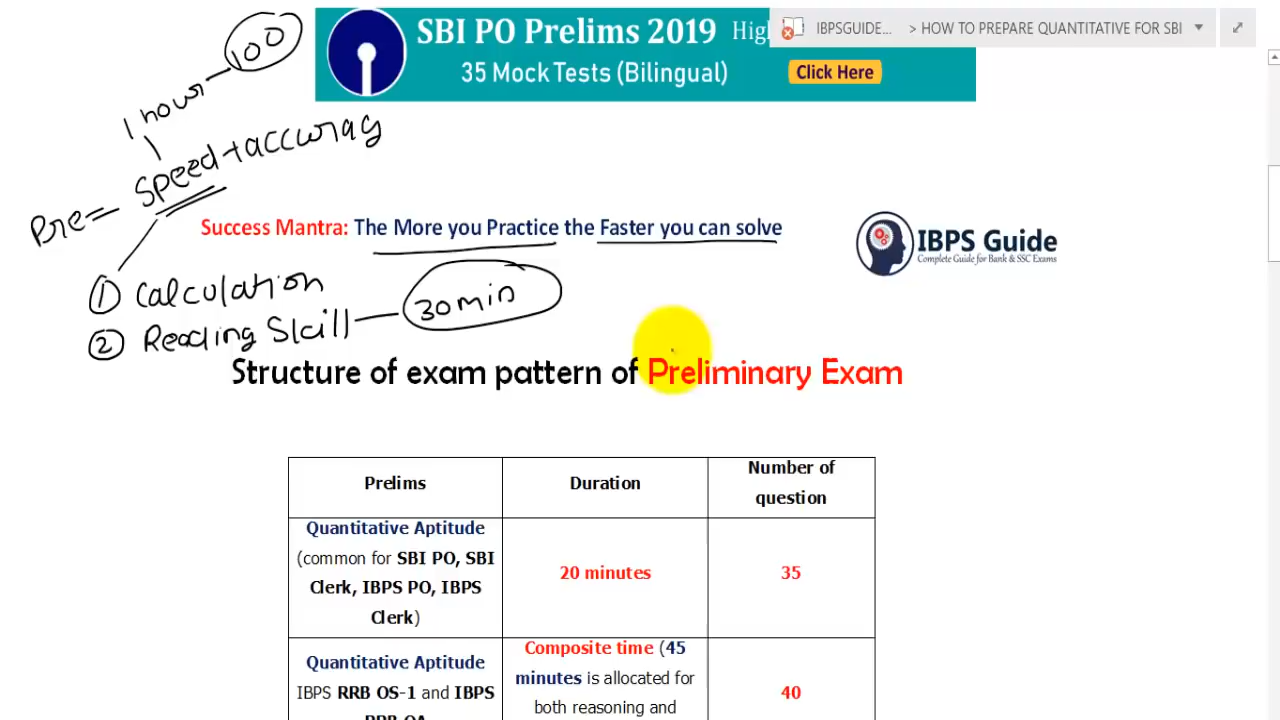 SBI PO Prelims 2019 High
35 Mock Tests (Bilingual)
Click Here
IBPSGUIDE... > HOW TO PREPARE QUANTITATIVE FOR SBI
100
1 hour
Pre= Speed+accuracy
Success Mantra: The More you Practice the Faster you can solve
IBPS Guide
Complete Guide for Bank & SSC Exams
① Calculation
② Reading Skill — 30min
Structure of exam pattern of Preliminary Exam
Prelims Duration Number of question
Quantitative Aptitude
(common for SBI PO, SBI
Clerk, IBPS PO, IBPS
Clerk)
20 minutes
35
Quantitative Aptitude
IBPS RRB OS-1 and IBPS
RRB OA
Composite time (45
minutes is allocated for
both reasoning and
40